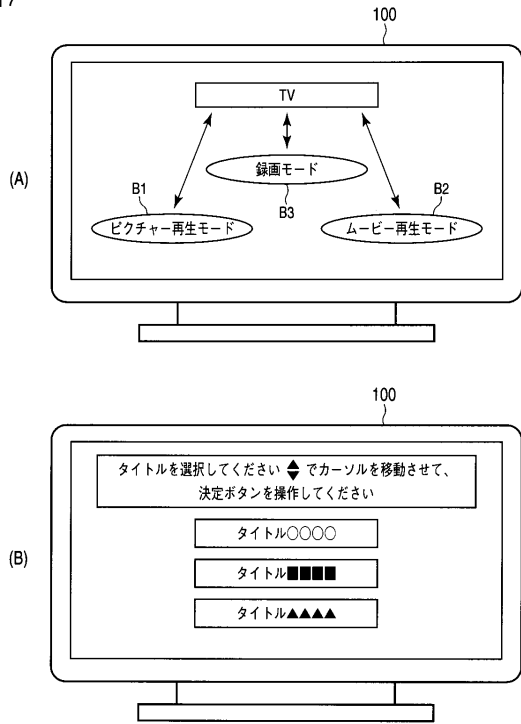 100
(A)
TV
録画モード
B1
B3
B2
ピクチャー再生モード
ムービー再生モード
100
(B)
タイトルを選択してください♦でカーソルを移動させて、
決定ボタンを操作してください
タイトル○○○○
タイトル■■■■
タイトル▲▲▲▲